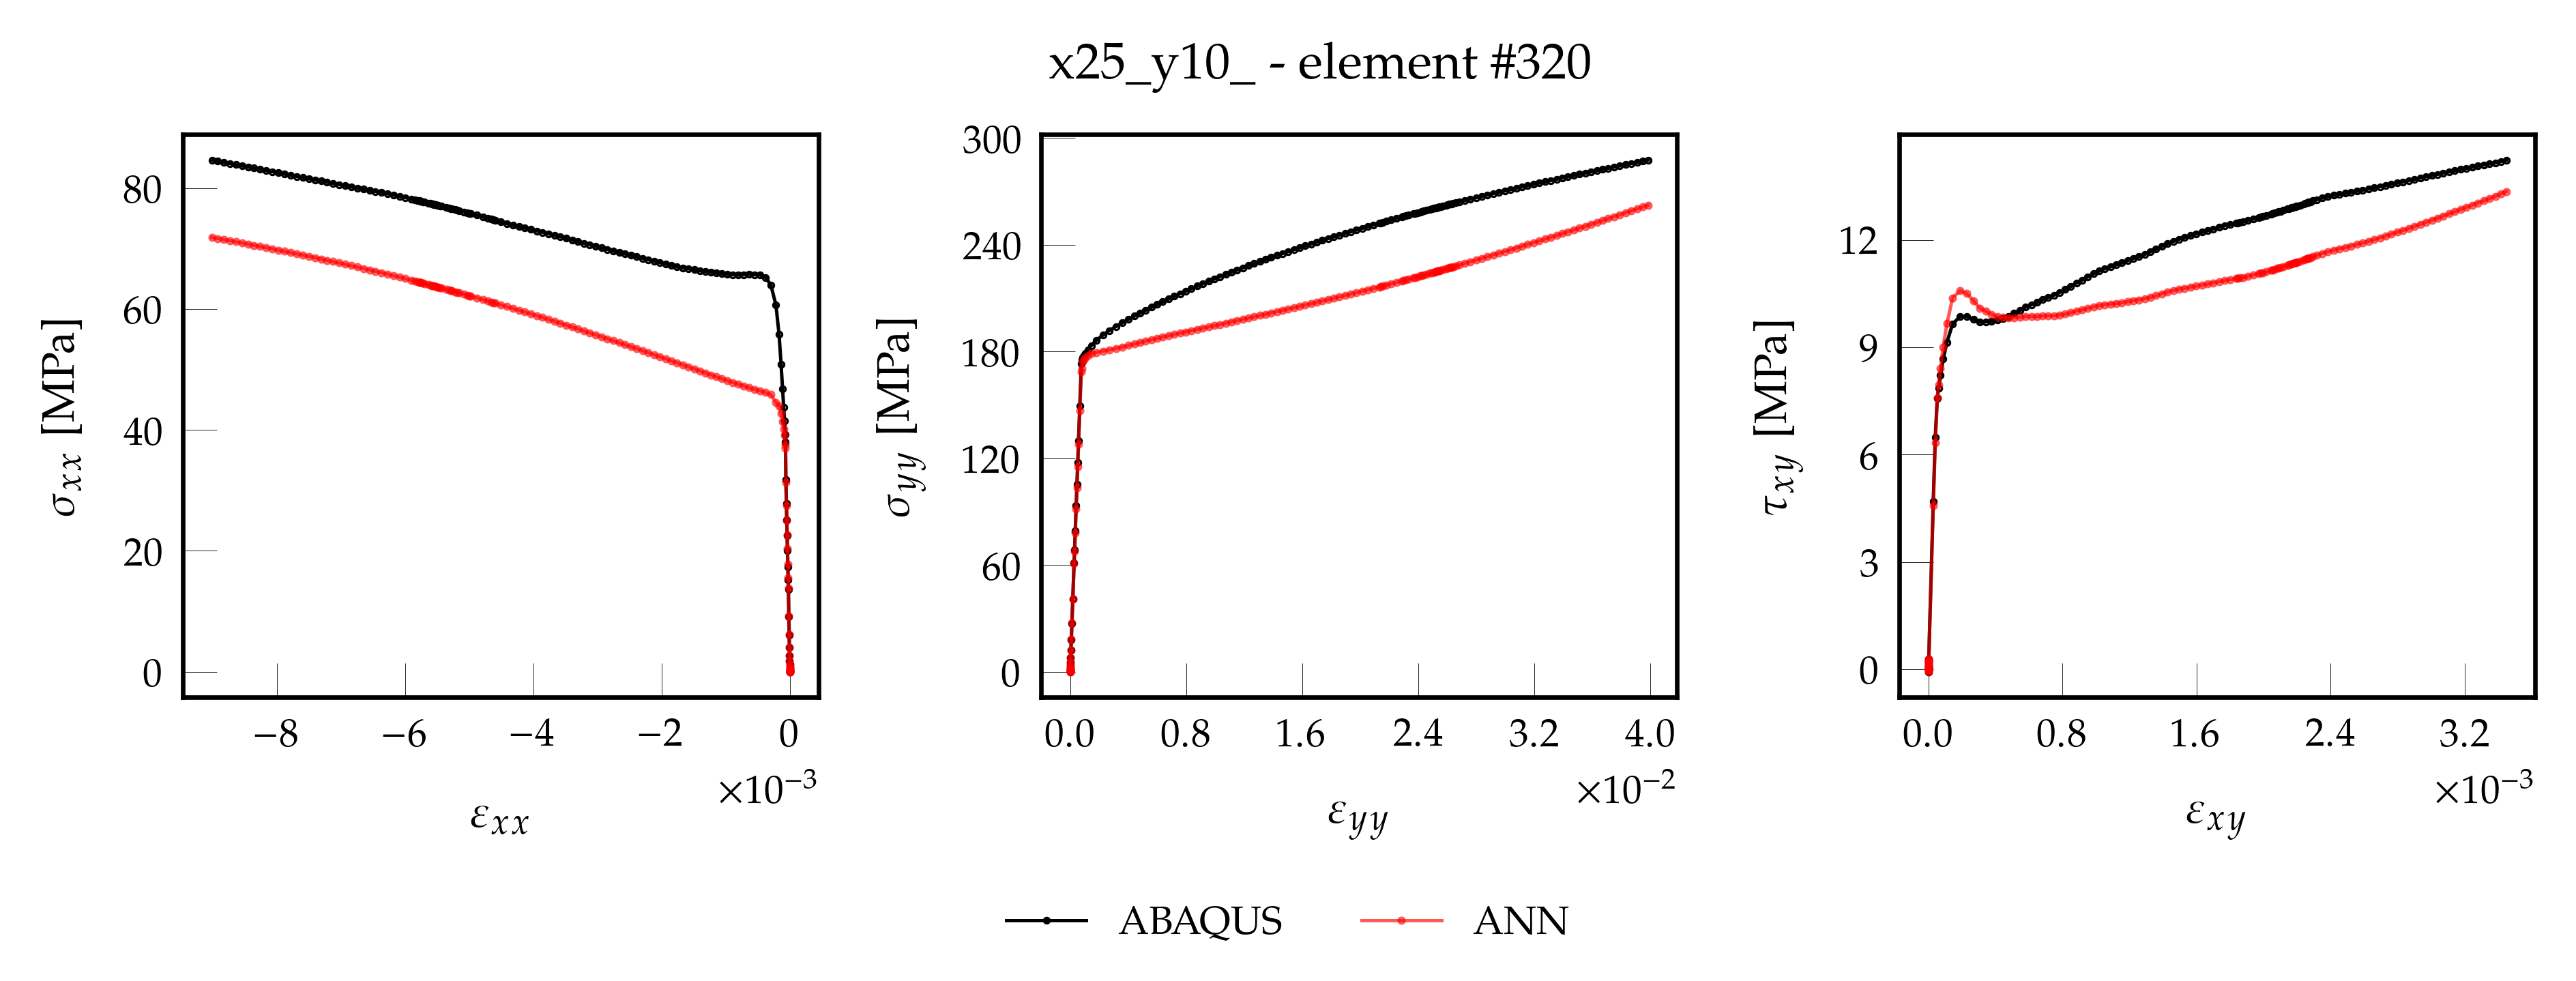 x25_y10_ - element #320
σxx [MPa]
80
60
40
20
0
−8 −6 −4 −2 0
×10−3
εxx
σyy [MPa]
300
240
180
120
60
0
0.0 0.8 1.6 2.4 3.2 4.0
×10−2
εyy
τxy [MPa]
12
9
6
3
0
0.0 0.8 1.6 2.4 3.2
×10−3
εxy
ABAQUS ANN